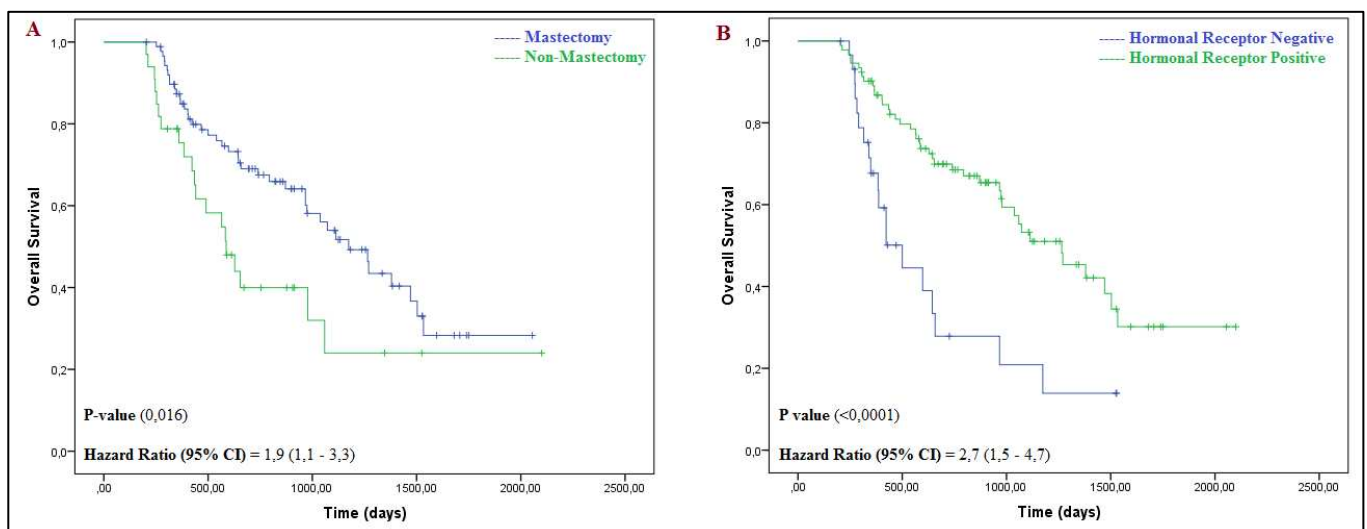 A
----- Mastectomy
----- Non-Mastectomy
Overall Survival
1,0
0,8
0,6
0,4
0,2
0,0
P-value (0,016)
Hazard Ratio (95% CI) = 1,9 (1,1 - 3,3)
,00 500,00 1000,00 1500,00 2000,00 2500,00
Time (days)
B
----- Hormonal Receptor Negative
----- Hormonal Receptor Positive
Overall Survival
1,0
0,8
0,6
0,4
0,2
0,0
P value (<0,0001)
Hazard Ratio (95% CI) = 2,7 (1,5 - 4,7)
,00 500,00 1000,00 1500,00 2000,00 2500,00
Time (days)